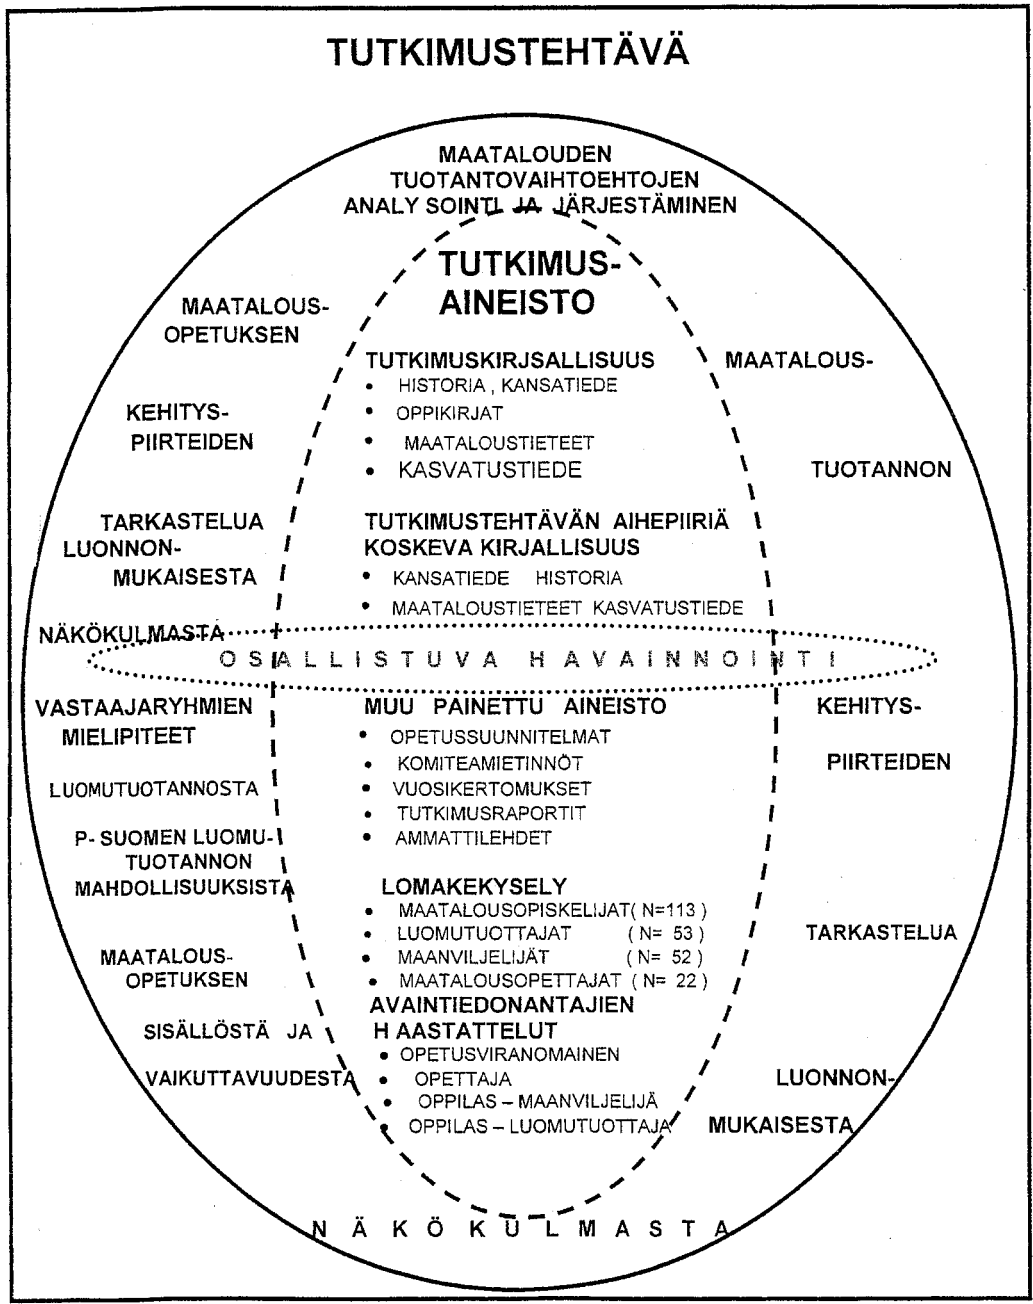 TUTKIMUSTEHTÄVÄ
MAATALOUDEN
TUOTANTOVAIHTOEHTOJEN
ANALY SOINTI JA JÄRJESTÄMINEN
TUTKIMUS-
AINEISTO
MAATALOUS-
OPETUKSEN
KEHITYS-
PIIRTEIDEN
TARKASTELUA
LUONNON-
MUKAISESTA
NÄKÖKULMASTA
TUTKIMUSKIRJSALLISUUS
• HISTORIA , KANSATIEDE
• OPPIKIRJAT
• MAATALOUSTIETEET
• KASVATUSTIEDE
TUTKIMUSTEHTÄVÄN AIHEPIIRIÄ
KOSKEVA KIRJALLISUUS
• KANSATIEDE HISTORIA
• MAATALOUSTIETEET KASVATUSTIEDE
OSALLISTUVA HAVAINNOINTI
VASTAAJARYHMIEN
MIELIPITEET
LUOMUTUOTANNOSTA
P- SUOMEN LUOMU-
TUOTANNON
MAHDOLLISUUKSISTA
MAATALOUS-
OPETUKSEN
SISÄLLÖSTÄ JA
VAIKUTTAVUUDESTA
MUU PAINETTU AINEISTO
• OPETUSSUUNNITELMAT
• KOMITEAMIETINNÖT
• VUOSIKERTOMUKSET
• TUTKIMUSRAPORTIT
• AMMATTILEHDET
LOMAKEKYSELY
• MAATALOUSOPISKELIJAT( N=113 )
• LUOMUTUOTTAJAT ( N= 53 )
• MAANVILJELIJÄT ( N= 52 )
• MAATALOUSOPETTAJAT ( N= 22 )
AVAINTIEDONANTAJIEN
H AASTATTELUT
• OPETUSVIRANOMAINEN
• OPETTAJA
• OPPILAS – MAANVILJELIJÄ
• OPPILAS – LUOMUTUOTTAJA
MAATALOUS-
TUOTANNON
KEHITYS-
PIIRTEIDEN
TARKASTELUA
LUONNON-
MUKAISESTA
NÄKÖKULMASTA